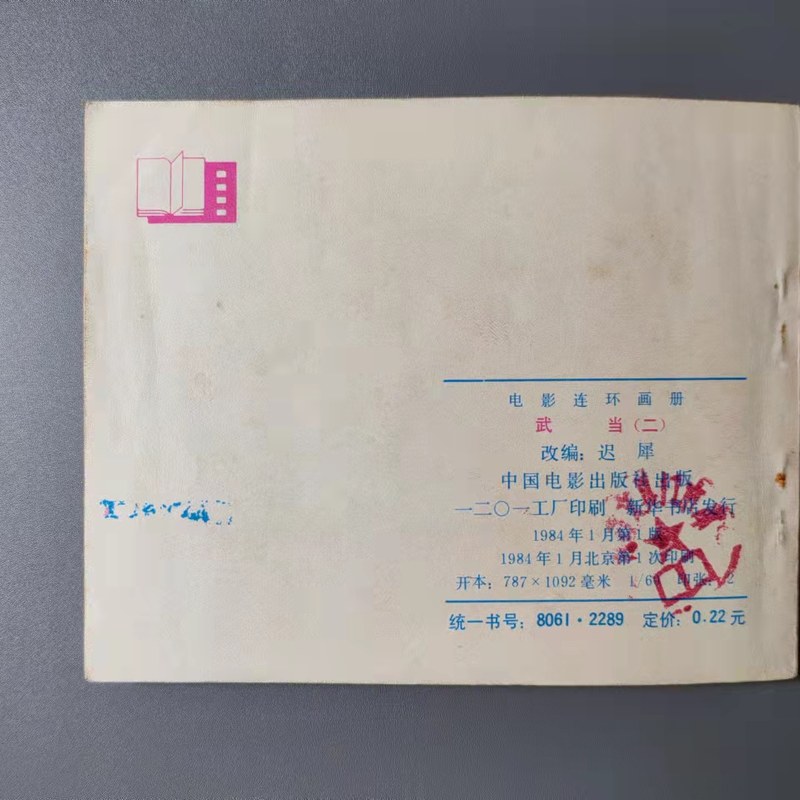 电影连环画册
武当(二)
改编：迟犀
中国电影出版社出版
一二〇一工厂印刷 新华书店发行
1984年1月第1版
1984年1月北京第1次印刷
开本：787×1092毫米 印张：2
统一书号：8061·2289 定价：0.22元